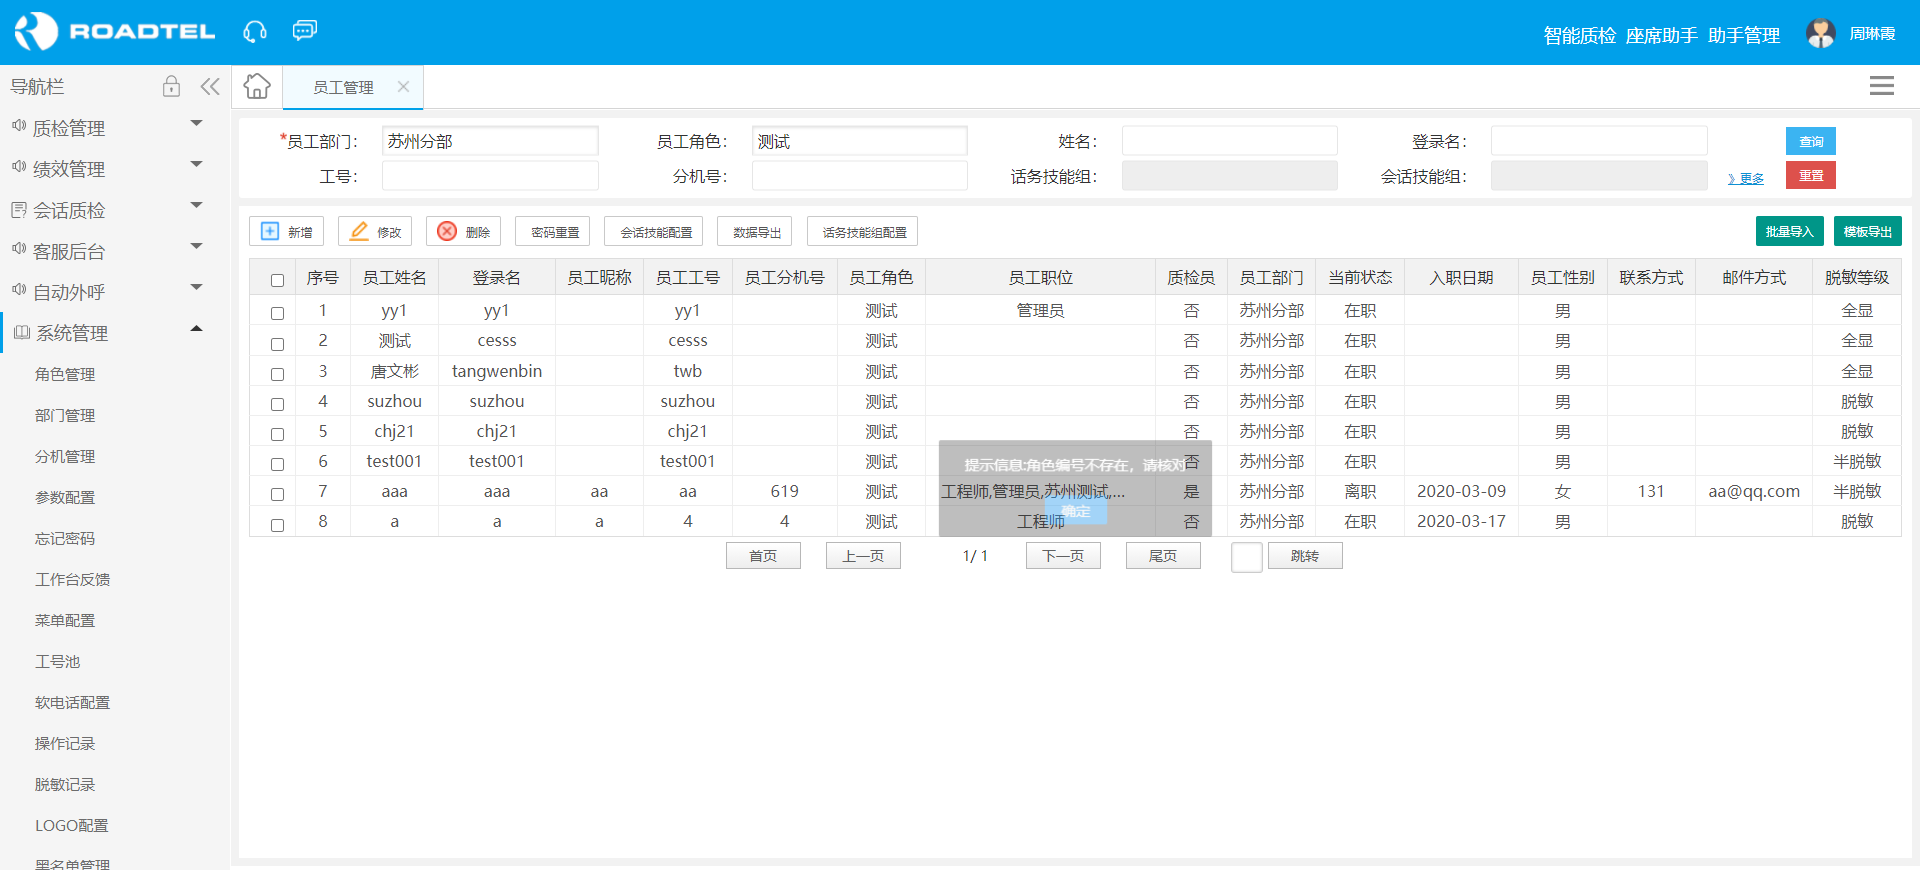 ROADTEL 智能质检 座席助手 助手管理 周琳霞
导航栏 员工管理
质检管理
绩效管理
会话质检
客服后台
自动外呼
系统管理
角色管理
部门管理
分机管理
参数配置
忘记密码
工作台反馈
菜单配置
工号池
软电话配置
操作记录
脱敏记录
LOGO配置
黑名单管理
*员工部门： 苏州分部 员工角色： 测试 姓名： 登录名： 查询
工号： 分机号： 话务技能组： 会话技能组： 》更多 重置
新增 修改 删除 密码重置 会话技能配置 数据导出 话务技能组配置 批量导入 模板导出
序号 员工姓名 登录名 员工昵称 员工工号 员工分机号 员工角色 员工职位 质检员 员工部门 当前状态 入职日期 员工性别 联系方式 邮件方式 脱敏等级
1 yy1 yy1 yy1 测试 管理员 否 苏州分部 在职 男 全显
2 测试 cesss cesss 测试 否 苏州分部 在职 男 全显
3 唐文彬 tangwenbin twb 测试 否 苏州分部 在职 男 全显
4 suzhou suzhou suzhou 测试 否 苏州分部 在职 男 脱敏
5 chj21 chj21 chj21 测试 否 苏州分部 在职 男 脱敏
6 test001 test001 test001 测试 否 苏州分部 在职 男 半脱敏
7 aaa aaa aa aa 619 测试 工程师,管理员,苏州测试,... 是 苏州分部 离职 2020-03-09 女 131 aa@qq.com 半脱敏
8 a a a 4 4 测试 工程师 否 苏州分部 在职 2020-03-17 男 脱敏
提示信息:角色编号不存在，请核对
确定
首页 上一页 1/ 1 下一页 尾页 跳转